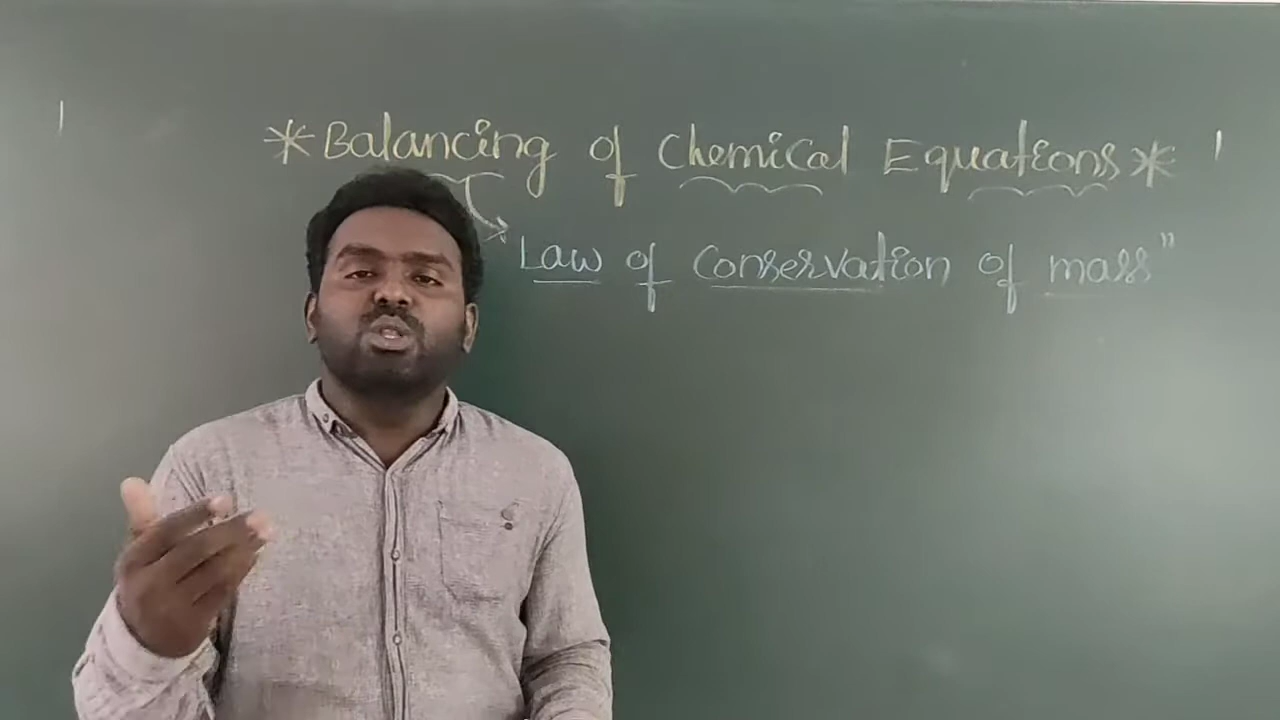 *Balancing of Chemical Equations*
Law of Conservation of mass"